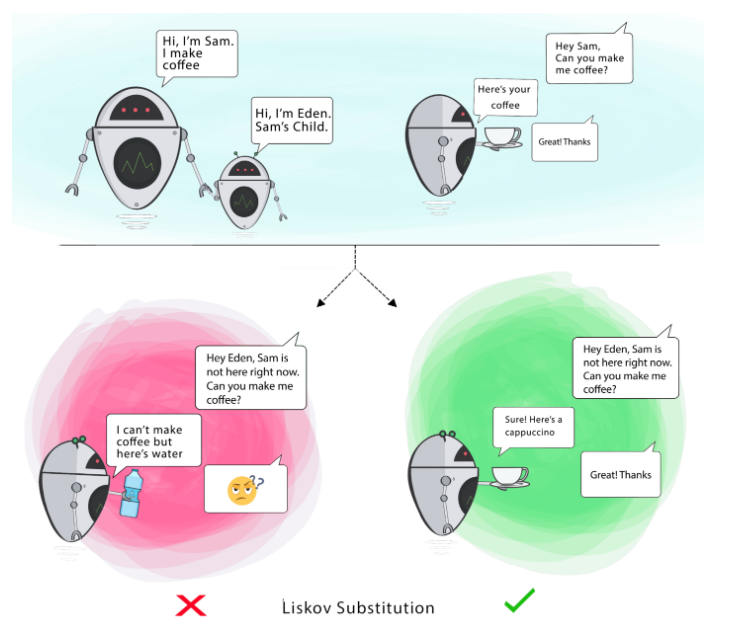 Hi, I'm Sam.
I make
coffee
Hi, I'm Eden.
Sam's Child.
Hey Sam,
Can you make
me coffee?
Here's your
coffee
Great! Thanks
Hey Eden, Sam is
not here right now.
Can you make me
coffee?
I can't make
coffee but
here's water
??
Hey Eden, Sam is
not here right now.
Can you make me
coffee?
Sure! Here's a
cappuccino
Great! Thanks
Liskov Substitution